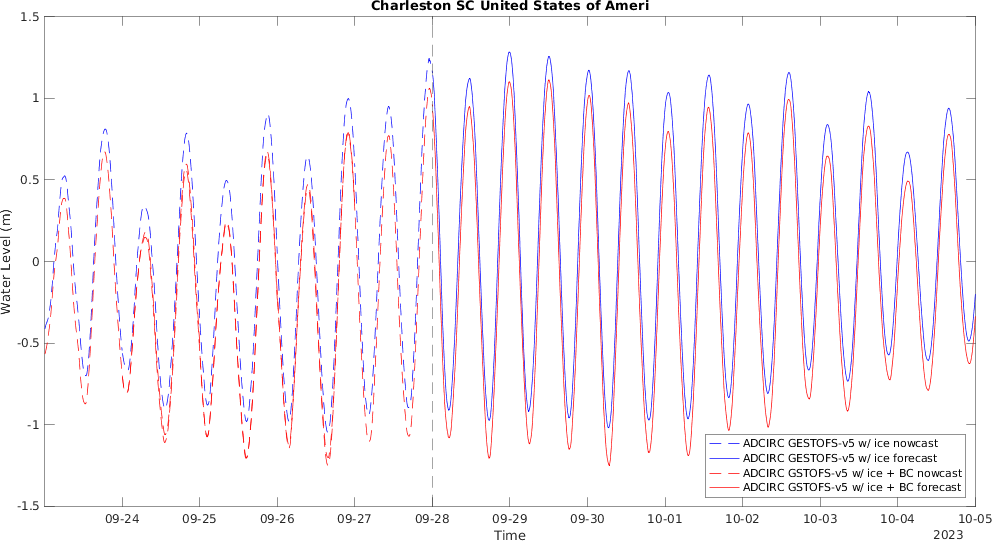 Charleston SC United States of Ameri
1.5
1
0.5
0
-0.5
-1
-1.5
Water Level (m)
09-24 09-25 09-26 09-27 09-28 09-29 09-30 10-01 10-02 10-03 10-04 10-05
Time
2023
ADCIRC GESTOFS-v5 w/ ice nowcast
ADCIRC GESTOFS-v5 w/ ice forecast
ADCIRC GSTOFS-v5 w/ ice + BC nowcast
ADCIRC GSTOFS-v5 w/ ice + BC forecast